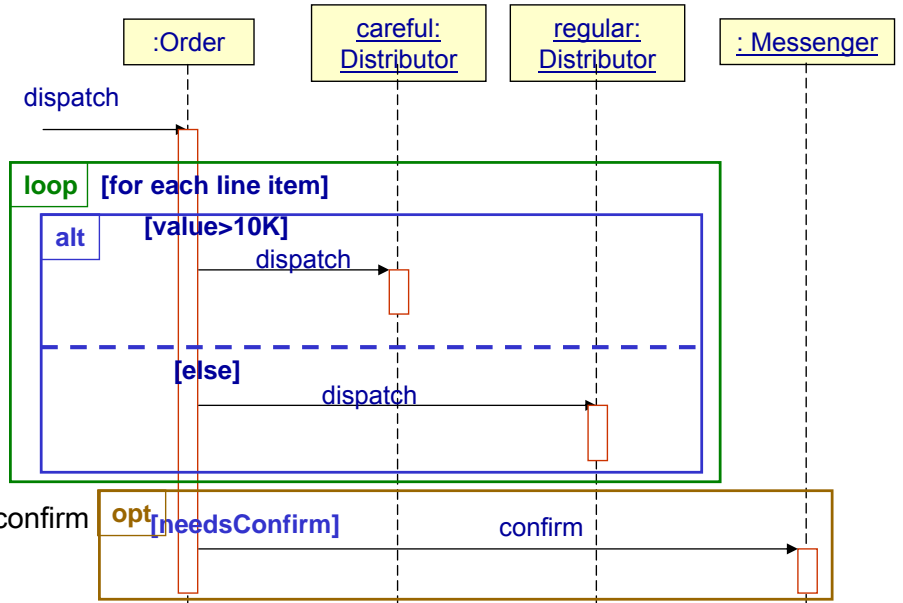 :Order
careful:
Distributor
regular:
Distributor
: Messenger
dispatch
loop [for each line item]
alt [value>10K]
dispatch
[else]
dispatch
confirm opt [needsConfirm]
confirm